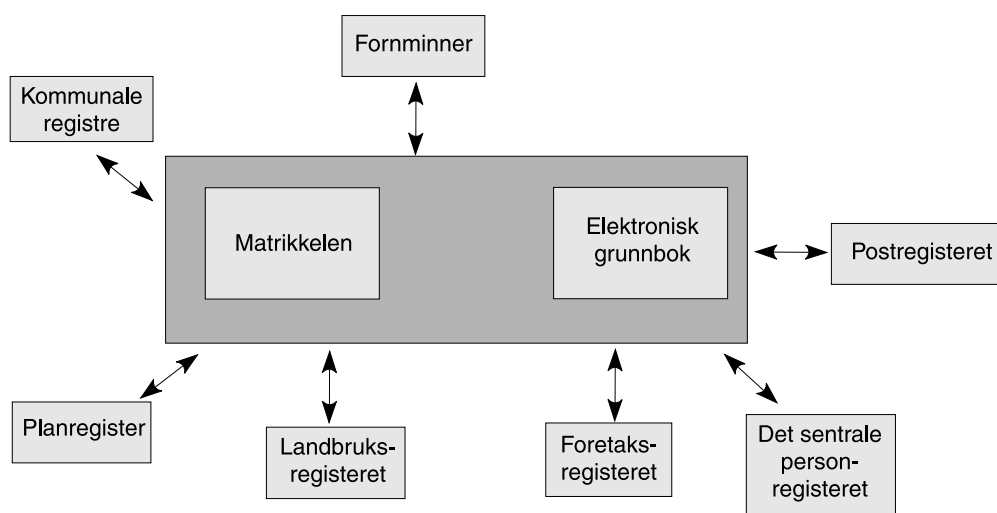 Fornminner
Kommunale
registre
Matrikkelen
Elektronisk
grunnbok
Postregisteret
Planregister
Landbruks-
registeret
Foretaks-
registeret
Det sentrale
person-
registeret